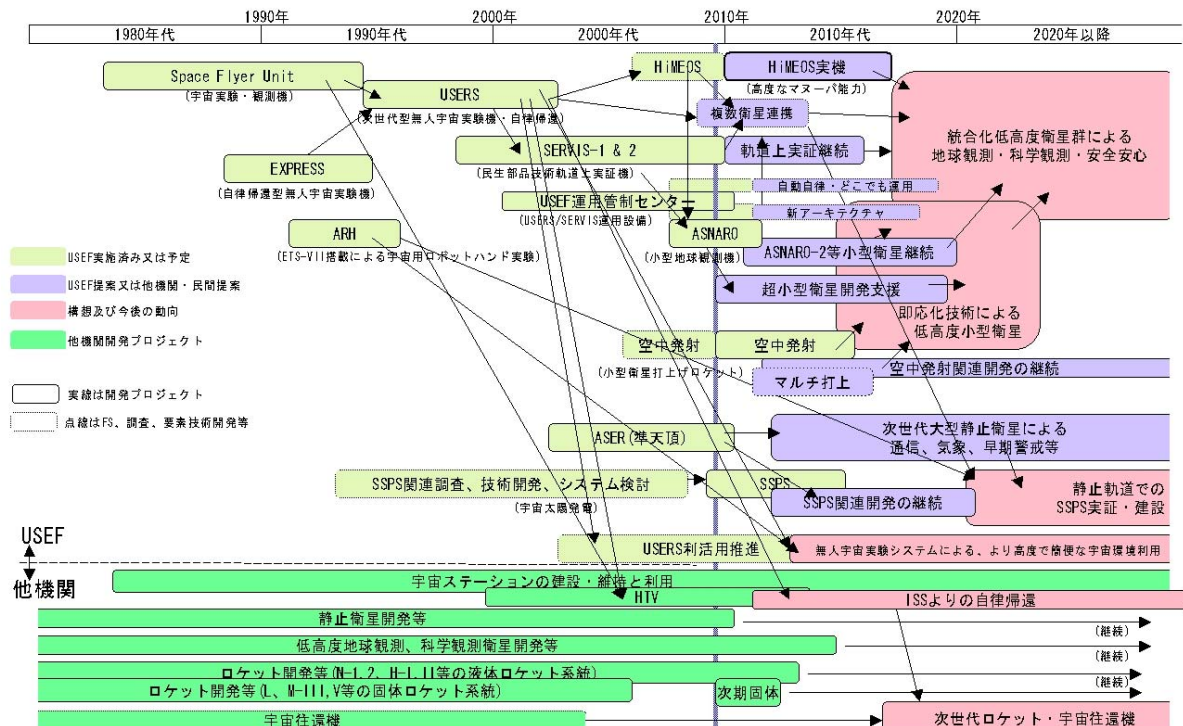 1990年
2000年
2010年
2020年
1980年代
1990年代
2000年代
2010年代
2020年以降
Space Flyer Unit
(宇宙実験・観測機)
USERS
(次世代型無人宇宙実験機・自律帰還)
HiMEOS
HiMEOS実機
(高度なマヌーバ能力)
複数衛星連携
EXPRESS
(自律帰還型無人宇宙実験機)
SERVIS-1 & 2
(民生部品技術軌道上実証機)
軌道上実証継続
統合化低高度衛星群による
地球観測・科学観測・安全安心
自動自律・どこでも運用
USEF運用管制センター
(USERS/SERVIS運用設備)
新アーキテクチャ
ARH
(ETS-VII搭載による宇宙用ロボットハンド実験)
ASNARO
(小型地球観測機)
ASNARO-2等小型衛星継続
超小型衛星開発支援
即応化技術による
低高度小型衛星
USEF実施済み又は予定
USEF提案又は他機関・民間提案
構想及び今後の動向
他機関開発プロジェクト
実線は開発プロジェクト
点線はFS、調査、要素技術開発等
空中発射
空中発射
(小型衛星打上げロケット)
空中発射関連開発の継続
マルチ打上
ASER(準天頂)
次世代大型静止衛星による
通信、気象、早期警戒等
SSPS関連調査、技術開発、システム検討
(宇宙太陽発電)
SSPS
SSPS関連開発の継続
静止軌道での
SSPS実証・建設
USEF
他機関
USERS利活用推進
無人宇宙実験システムによる、より高度で簡便な宇宙環境利用
宇宙ステーションの建設・維持と利用
HTV
ISSよりの自律帰還
静止衛星開発等
(継続)
低高度地球観測、科学観測衛星開発等
(継続)
ロケット開発等(N-1,2、H-I,II等の液体ロケット系統)
(継続)
ロケット開発等(L、M-III,V等の固体ロケット系統)
次期固体
宇宙往還機
次世代ロケット・宇宙往還機